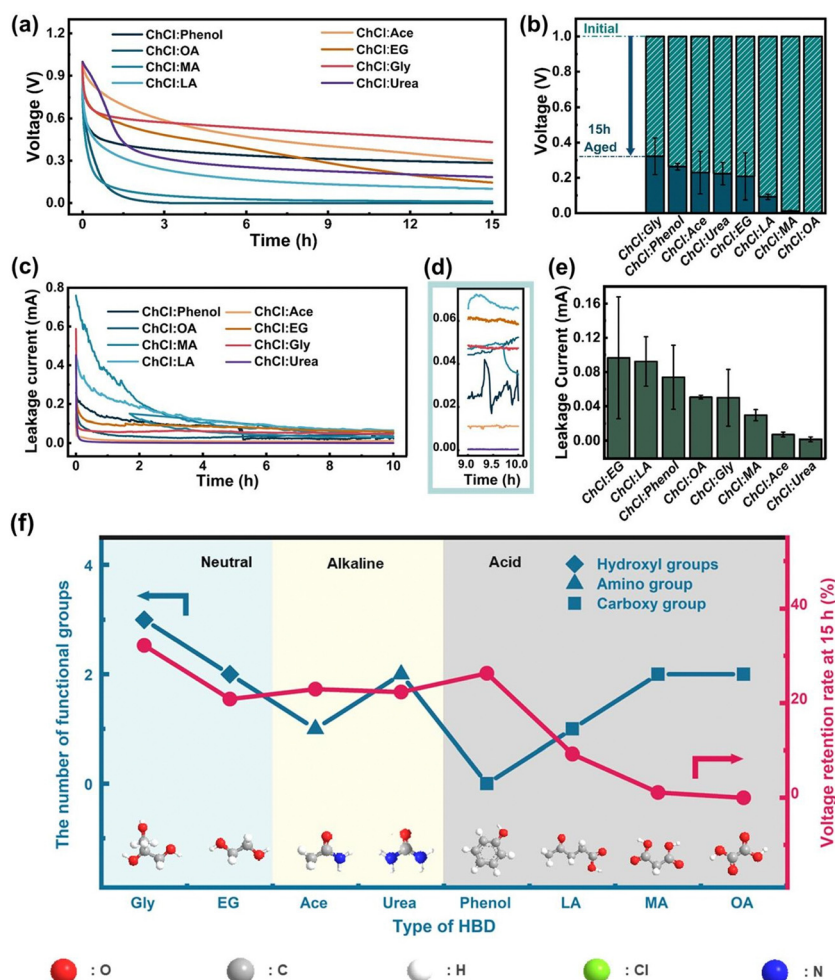 (a)
Voltage (V)
1.2
0.9
0.6
0.3
0.0
ChCl:Phenol
ChCl:OA
ChCl:MA
ChCl:LA
ChCl:Ace
ChCl:EG
ChCl:Gly
ChCl:Urea
0 3 6 9 12 15
Time (h)
(b)
Voltage (V)
1.0
0.8
0.6
0.4
0.2
0.0
Initial
15h
Aged
ChCl:Gly
ChCl:Phenol
ChCl:Ace
ChCl:Urea
ChCl:EG
ChCl:LA
ChCl:MA
ChCl:OA
(c)
Leakage current (mA)
0.8
0.6
0.4
0.2
0.0
ChCl:Phenol
ChCl:OA
ChCl:MA
ChCl:LA
ChCl:Ace
ChCl:EG
ChCl:Gly
ChCl:Urea
0 2 4 6 8 10
Time (h)
(d)
0.06
0.04
0.02
0.00
9.0 9.5 10.0
Time (h)
(e)
Leakage Current (mA)
0.16
0.12
0.08
0.04
0.00
ChCl:EG
ChCl:LA
ChCl:Phenol
ChCl:OA
ChCl:Gly
ChCl:MA
ChCl:Ace
ChCl:Urea
(f)
The number of functional groups
4
2
0
Neutral Alkaline Acid
Hydroxyl groups
Amino group
Carboxy group
40
20
0
Voltage retention rate at 15 h (%)
Gly EG Ace Urea Phenol LA MA OA
Type of HBD
: O : C : H : Cl : N